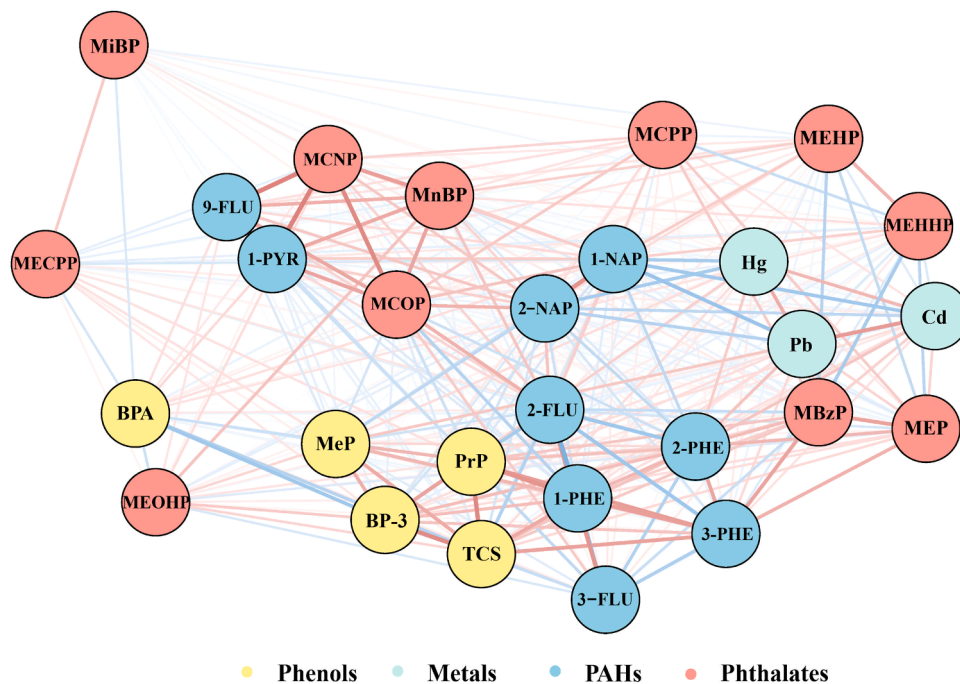 MiBP
MCPP
MEHP
MCNP
MnBP
9-FLU
MEHHP
1-PYR
1-NAP
Hg
MECPP
MCOP
2-NAP
Cd
Pb
BPA
2-FLU
MBzP
MeP
MEP
2-PHE
PrP
MEOHP
1-PHE
BP-3
3-PHE
TCS
3-FLU
Phenols Metals PAHs Phthalates